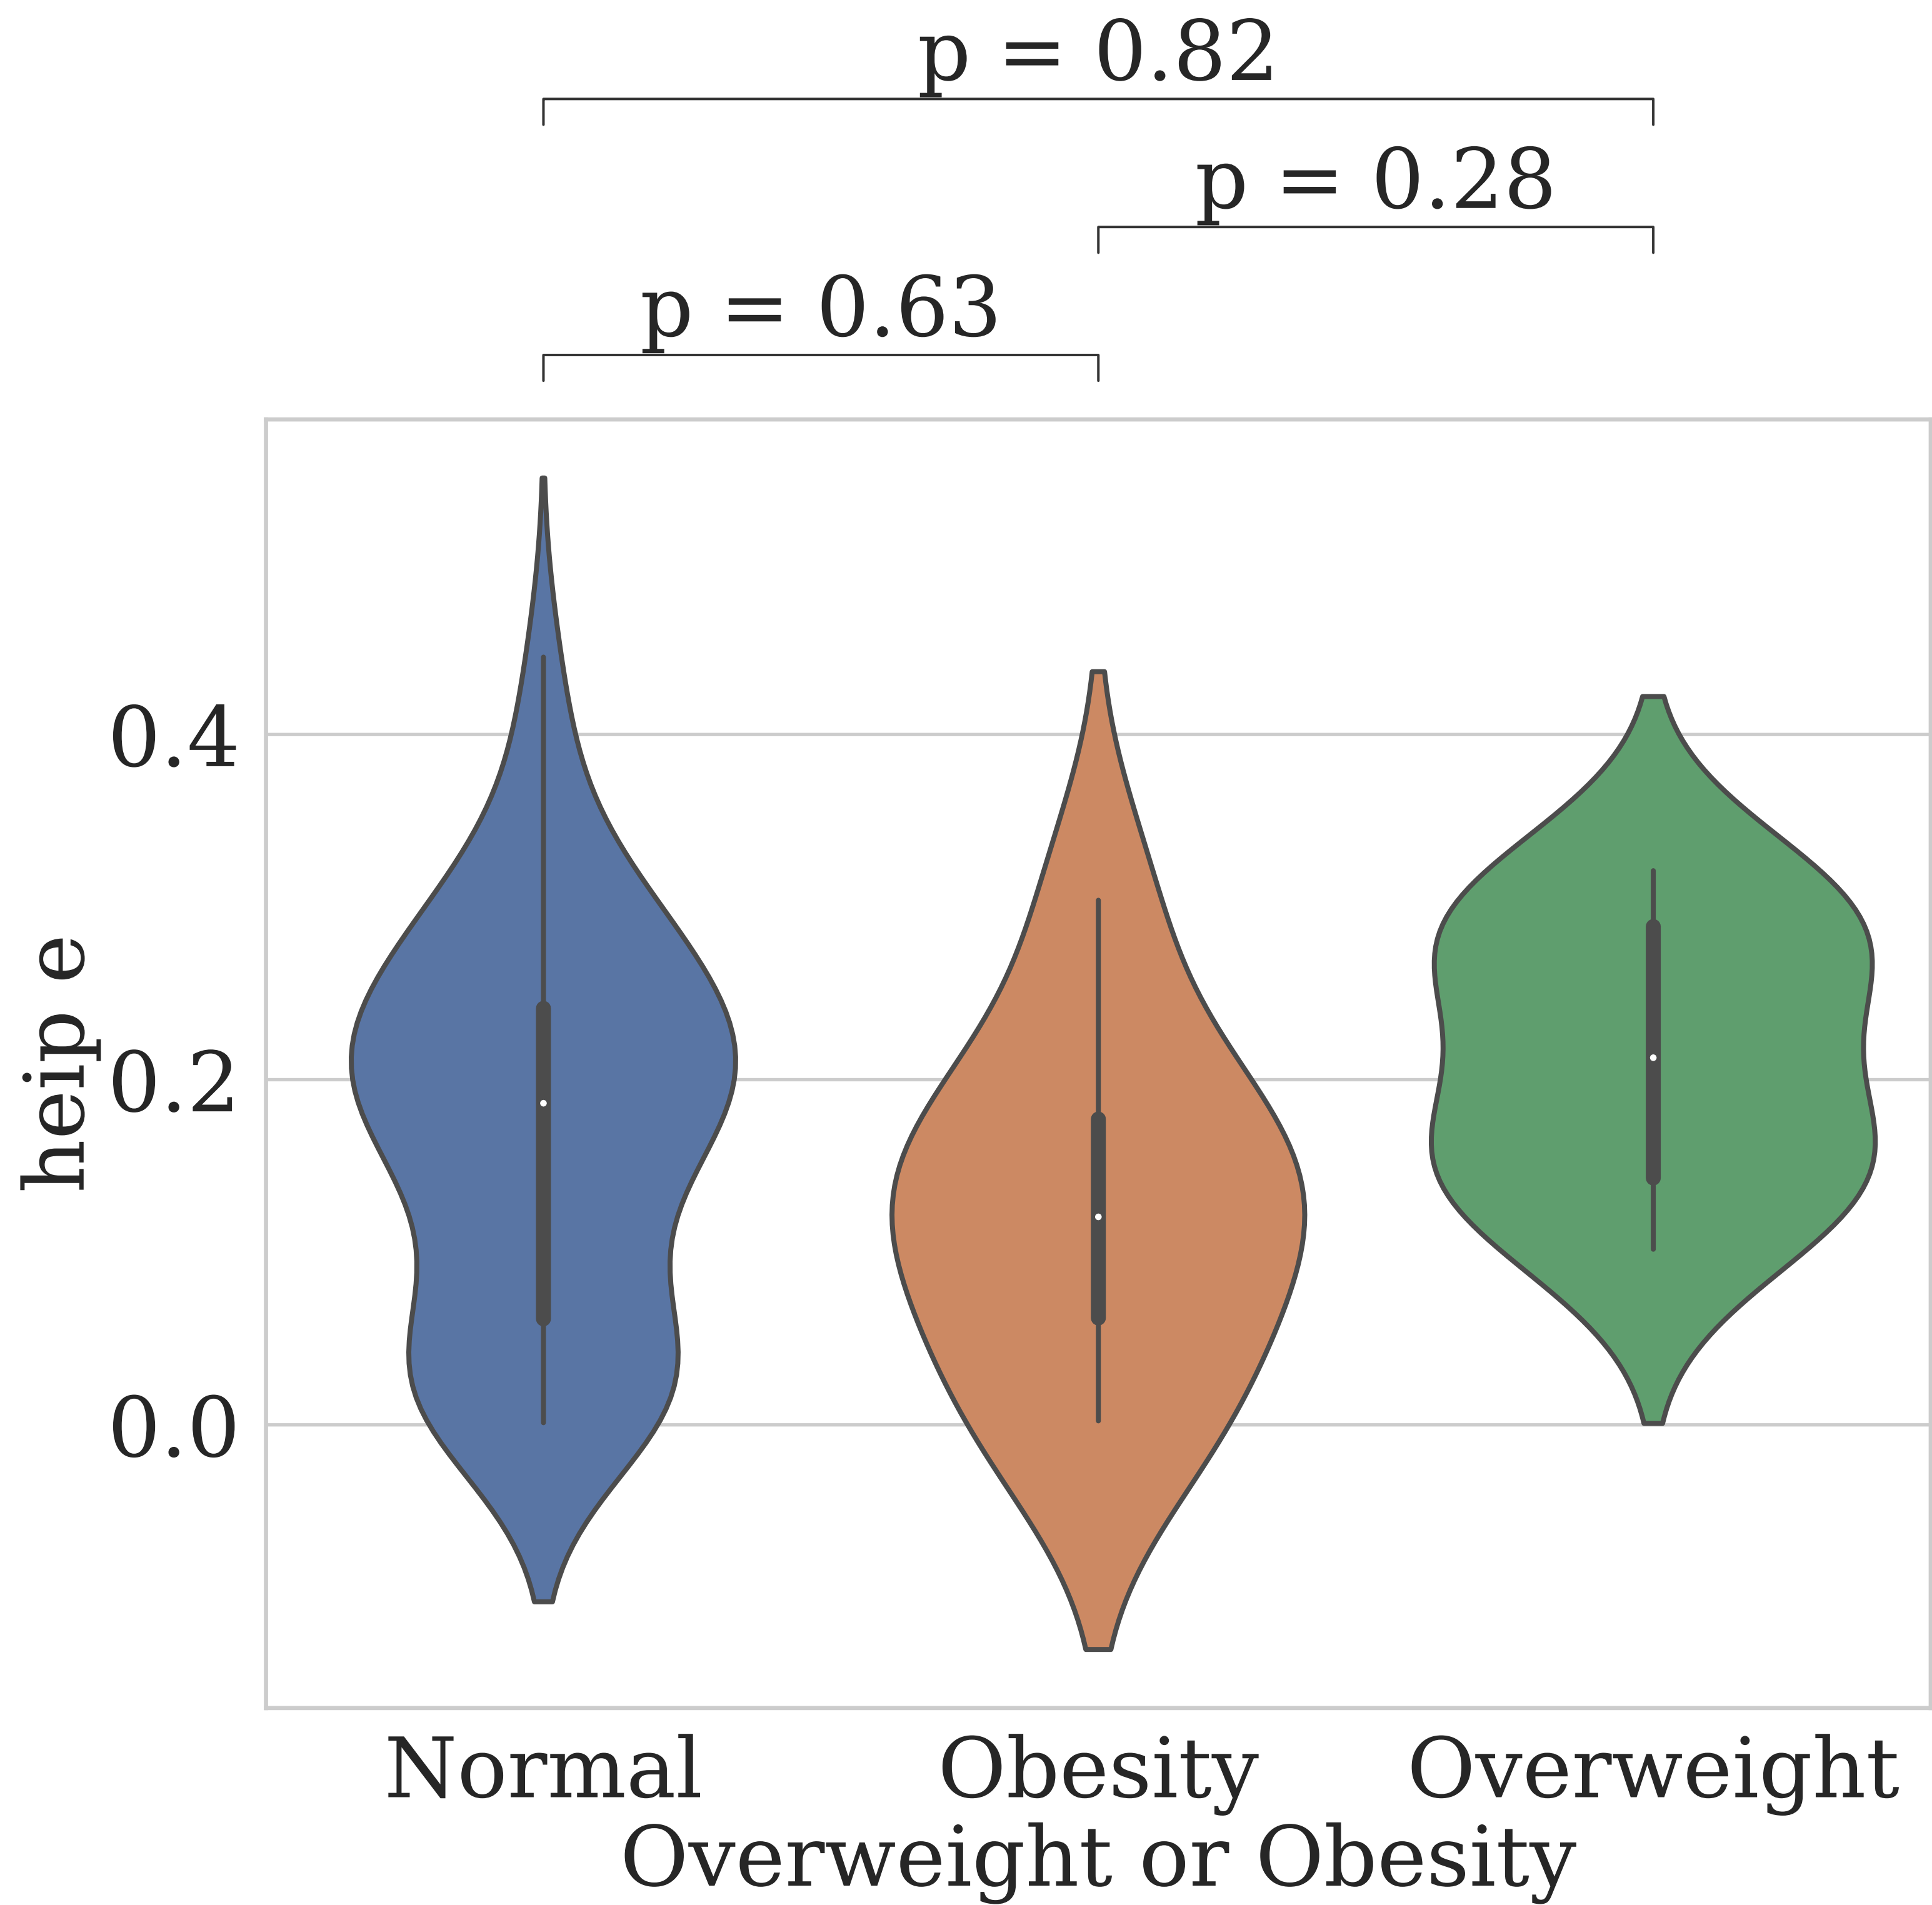 p = 0.82
p = 0.28
p = 0.63
heip e
0.4
0.2
0.0
Normal Obesity Overweight
Overweight or Obesity